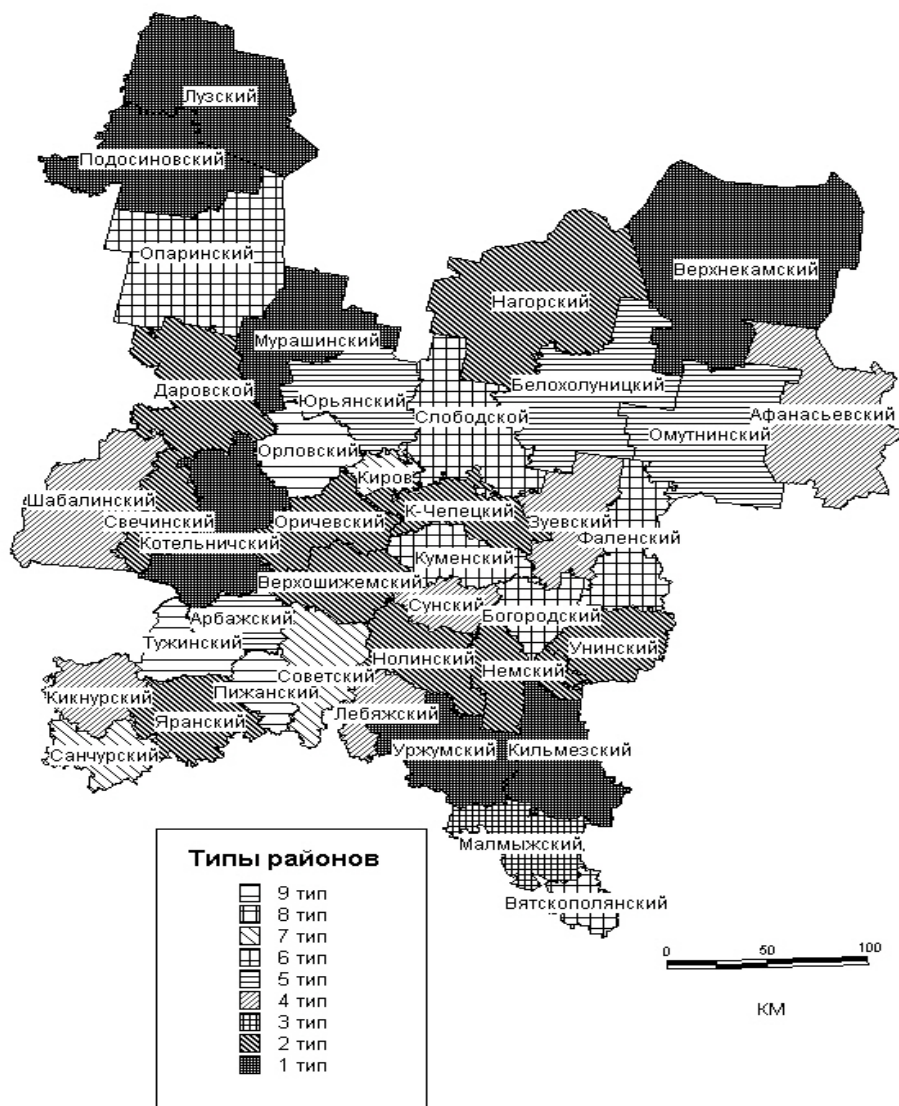 Лузский
Подосиновский
Опаринский
Верхнекамский
Нагорский
Мурашинский
Даровской
Юрьянский
Белохолуницкий
Слободской
Афанасьевский
Омутнинский
Орловский
Киров
Шабалинский
Свечинский
Оричевский
К-Чепецкий
Зуевский
Фаленский
Котельничский
Куменский
Верхошижемский
Сунский
Богородский
Арбажский
Тужинский
Унинский
Нолинский
Немский
Советский
Кикнурский
Пижанский
Лебяжский
Яранский
Санчурский
Уржумский
Кильмезский
Малмыжский
Вятскополянский
Типы районов
9 тип
8 тип
7 тип
6 тип
5 тип
4 тип
3 тип
2 тип
1 тип
0 50 100
КМ